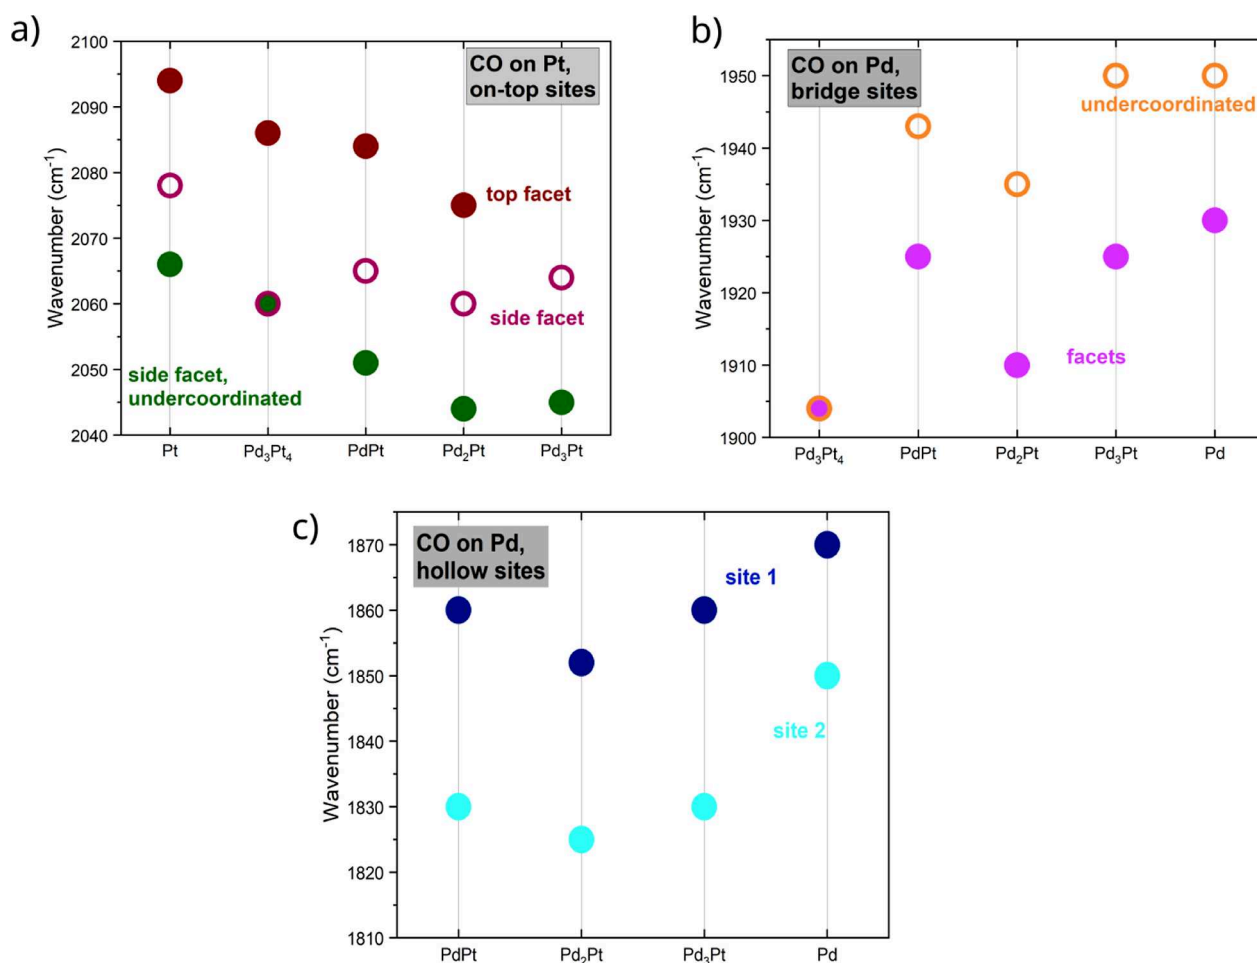 a)
CO on Pt,
on-top sites
2100
2090
2080
2070
2060
2050
2040
Wavenumber (cm⁻¹)
top facet
side facet
side facet,
undercoordinated
Pt
Pd₃Pt₄
PdPt
Pd₂Pt
Pd₃Pt
b)
CO on Pd,
bridge sites
1950
1940
1930
1920
1910
1900
Wavenumber (cm⁻¹)
undercoordinated
facets
Pd₃Pt₄
PdPt
Pd₂Pt
Pd₃Pt
Pd
c)
CO on Pd,
hollow sites
1870
1860
1850
1840
1830
1820
1810
Wavenumber (cm⁻¹)
site 1
site 2
PdPt
Pd₂Pt
Pd₃Pt
Pd